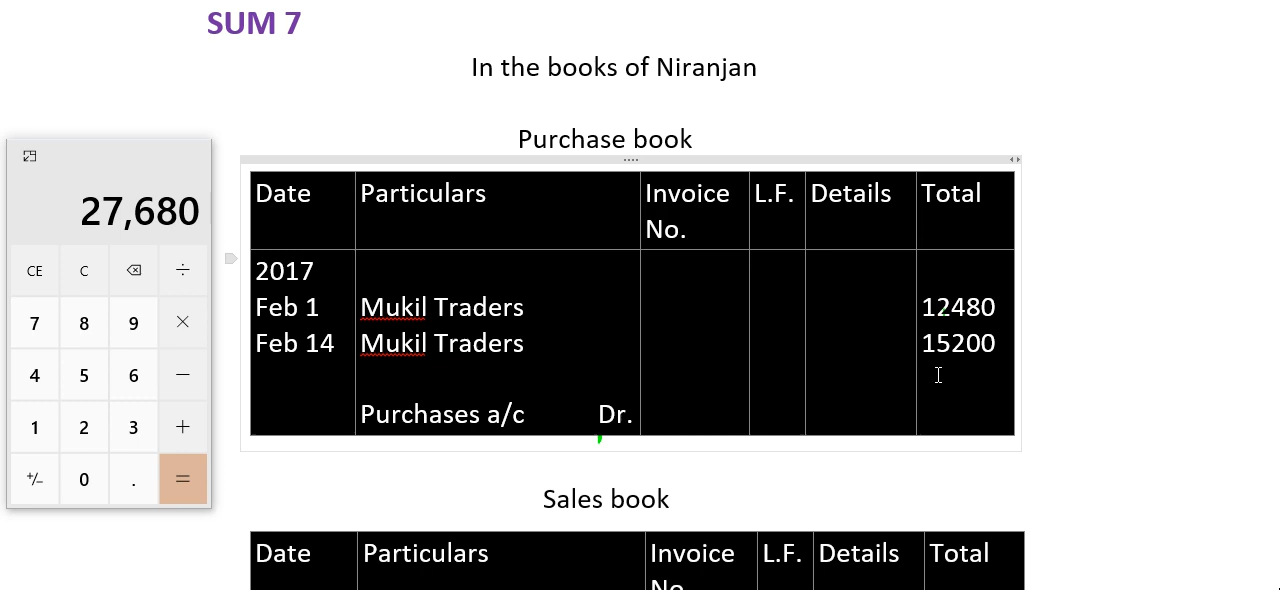 SUM 7
In the books of Niranjan
Purchase book
27,680
CE C ÷
7 8 9 ×
4 5 6 −
1 2 3 +
+/− 0 . =
Date Particulars Invoice No. L.F. Details Total
2017
Feb 1 Mukil Traders 12480
Feb 14 Mukil Traders 15200
Purchases a/c Dr.
Sales book
Date Particulars Invoice No. L.F. Details Total